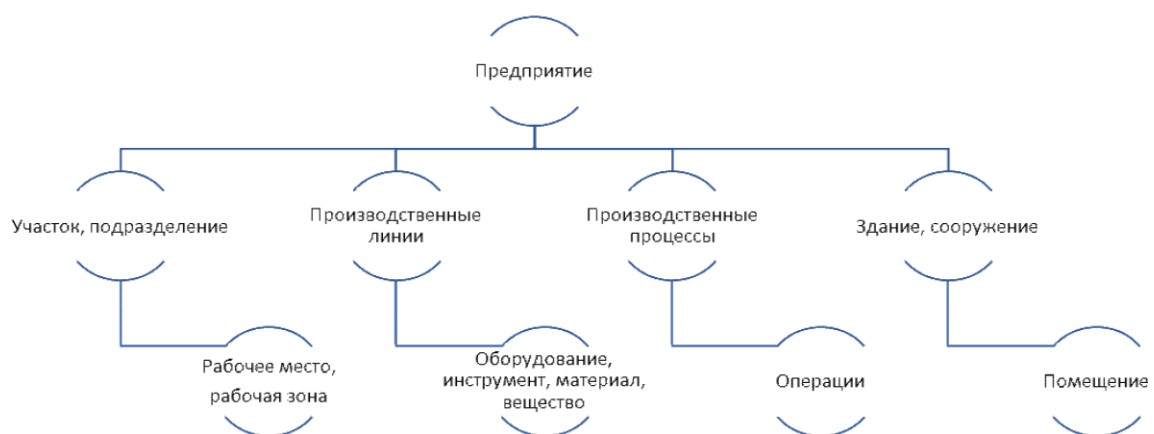 Предприятие
Участок, подразделение
Производственные
линии
Производственные
процессы
Здание, сооружение
Рабочее место,
рабочая зона
Оборудование,
инструмент, материал,
вещество
Операции
Помещение